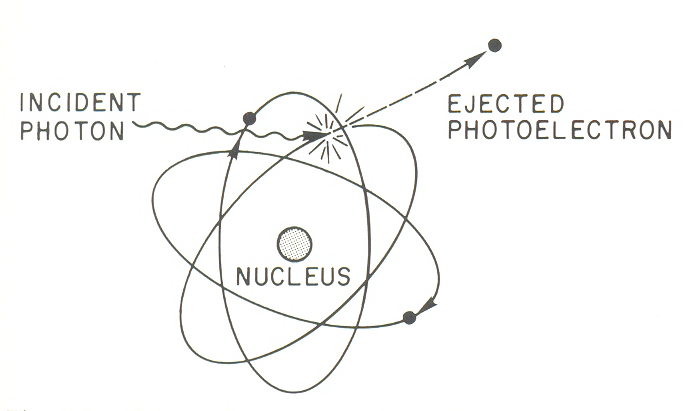 INCIDENT
PHOTON
EJECTED
PHOTOELECTRON
NUCLEUS